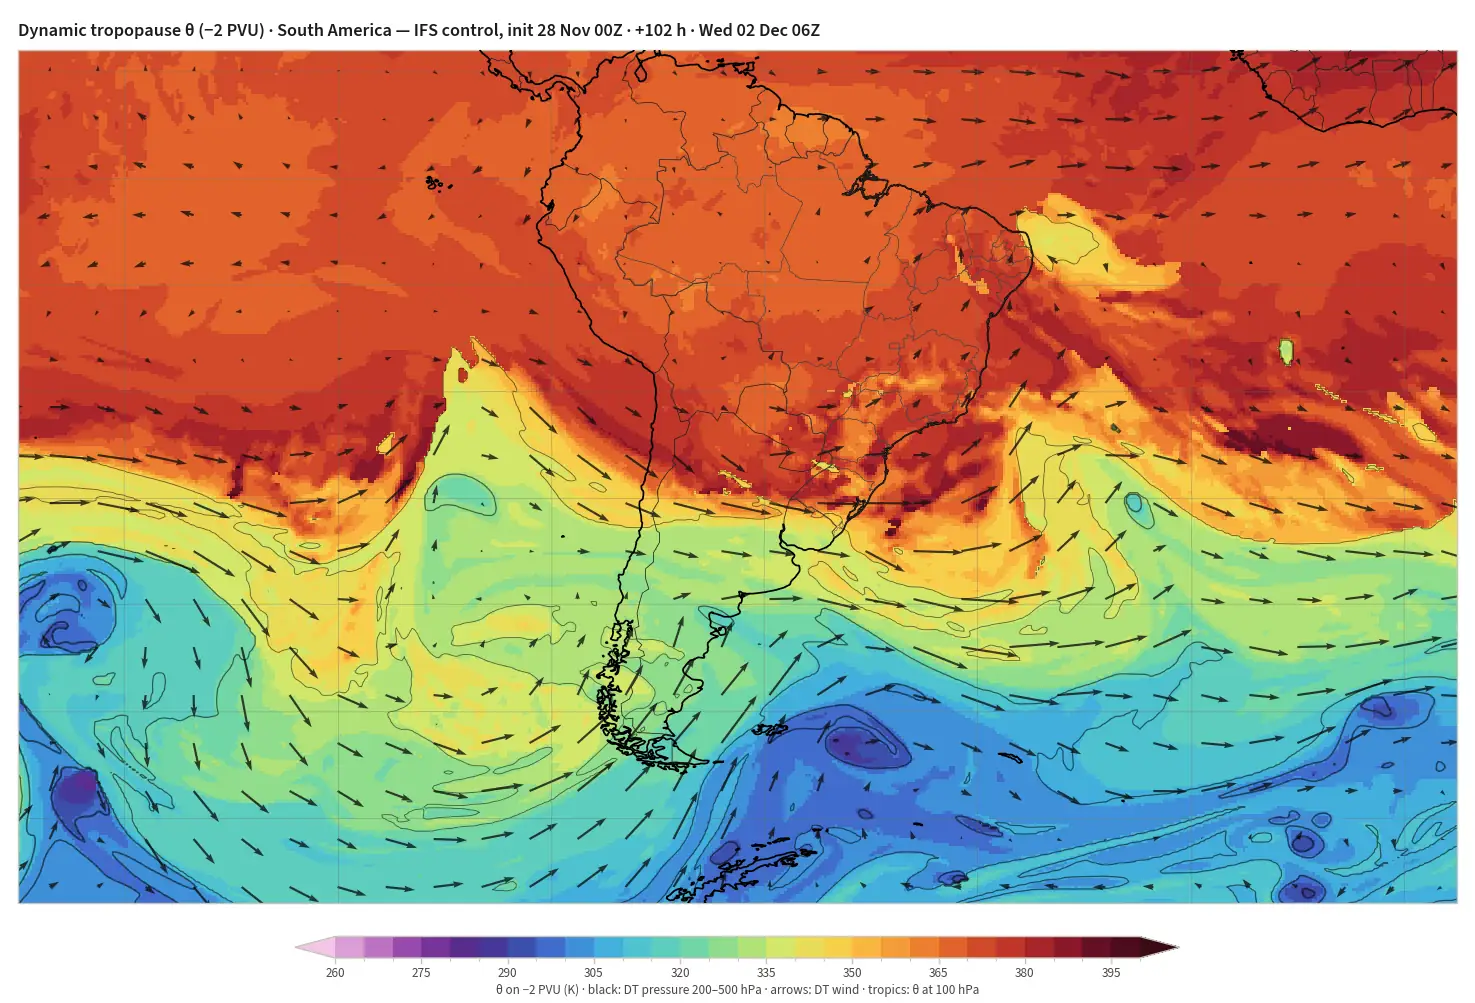 Dynamic tropopause θ (−2 PVU) · South America — IFS control, init 28 Nov 00Z · +102 h · Wed 02 Dec 06Z
260 275 290 305 320 335 350 365 380 395
θ on −2 PVU (K) · black: DT pressure 200–500 hPa · arrows: DT wind · tropics: θ at 100 hPa